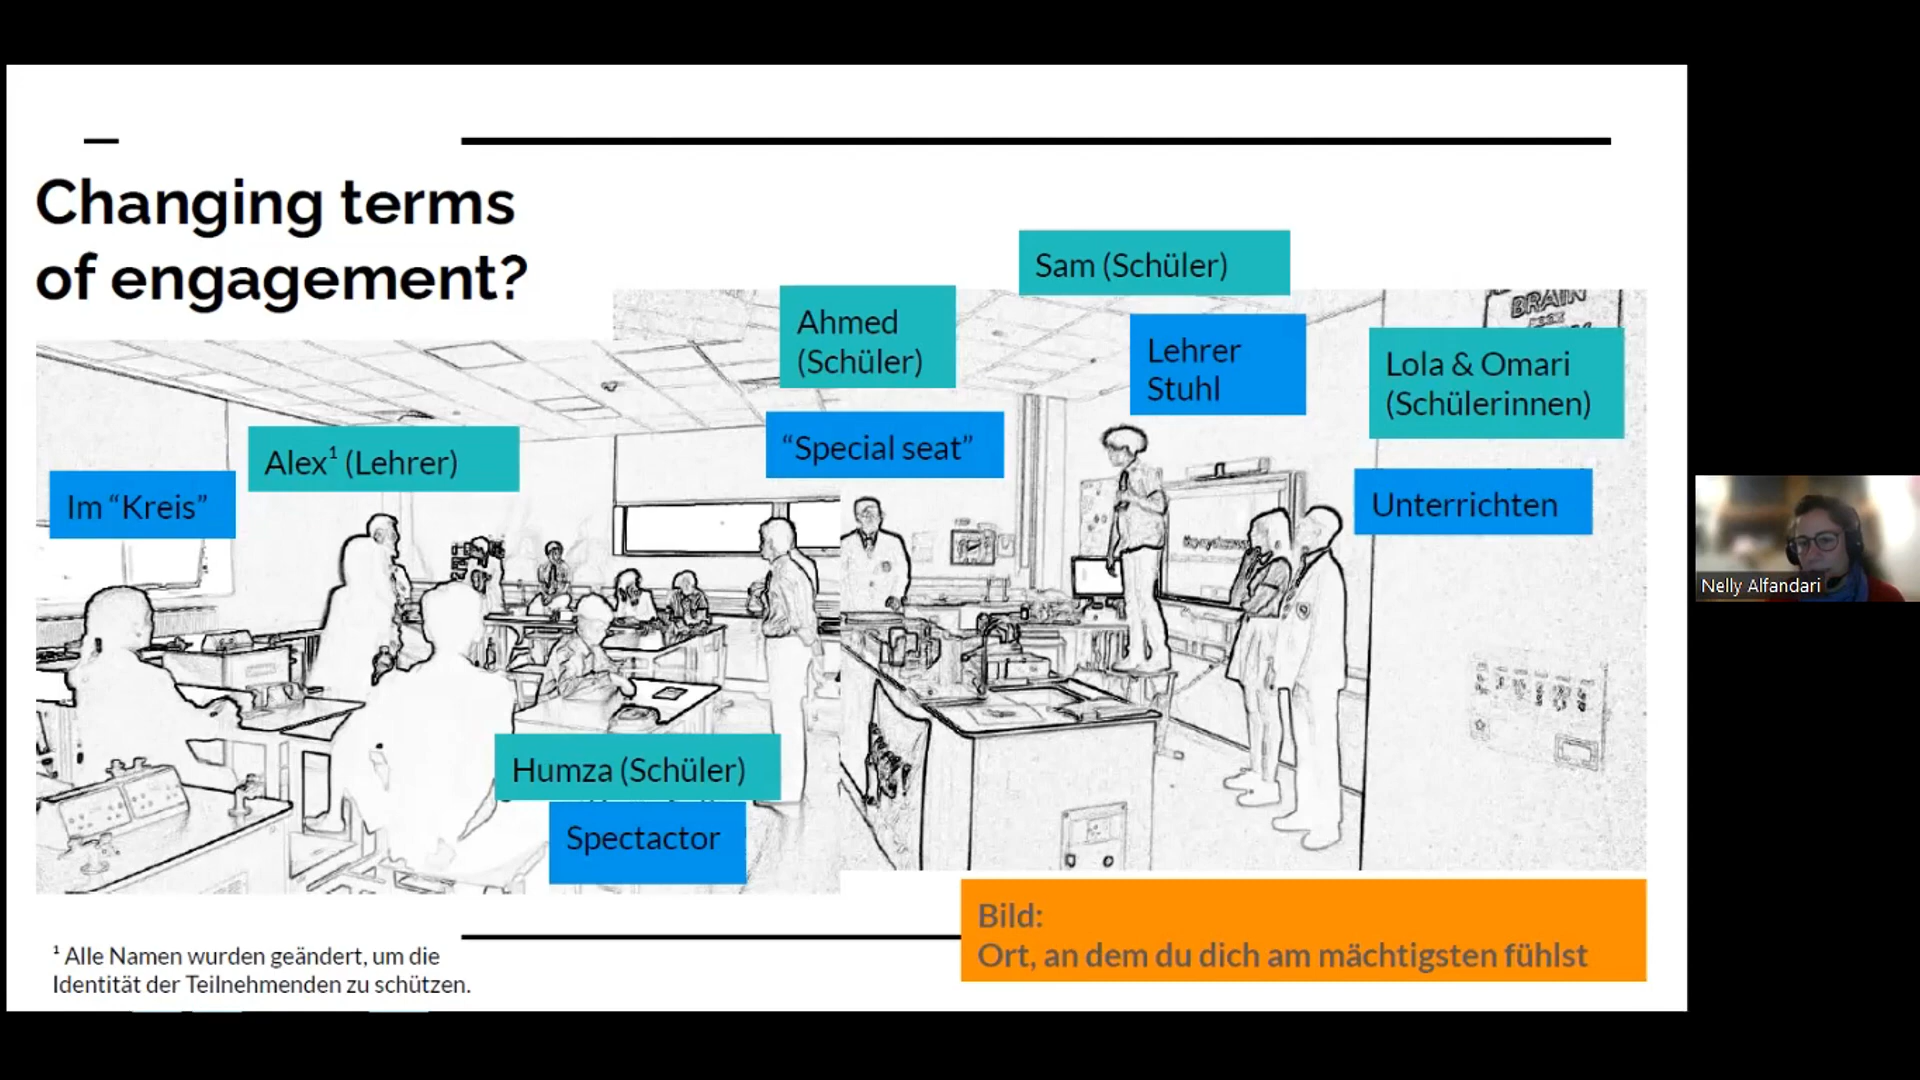 Changing terms
of engagement?
Sam (Schüler)
Ahmed
(Schüler)
Lehrer
Stuhl
BRAIN
Lola & Omari
(Schülerinnen)
“Special seat”
Alex¹ (Lehrer)
Im “Kreis”
Unterrichten
Humza (Schüler)
Spectactor
Bild:
Ort, an dem du dich am mächtigsten fühlst
¹ Alle Namen wurden geändert, um die
Identität der Teilnehmenden zu schützen.
Nelly Alfandari